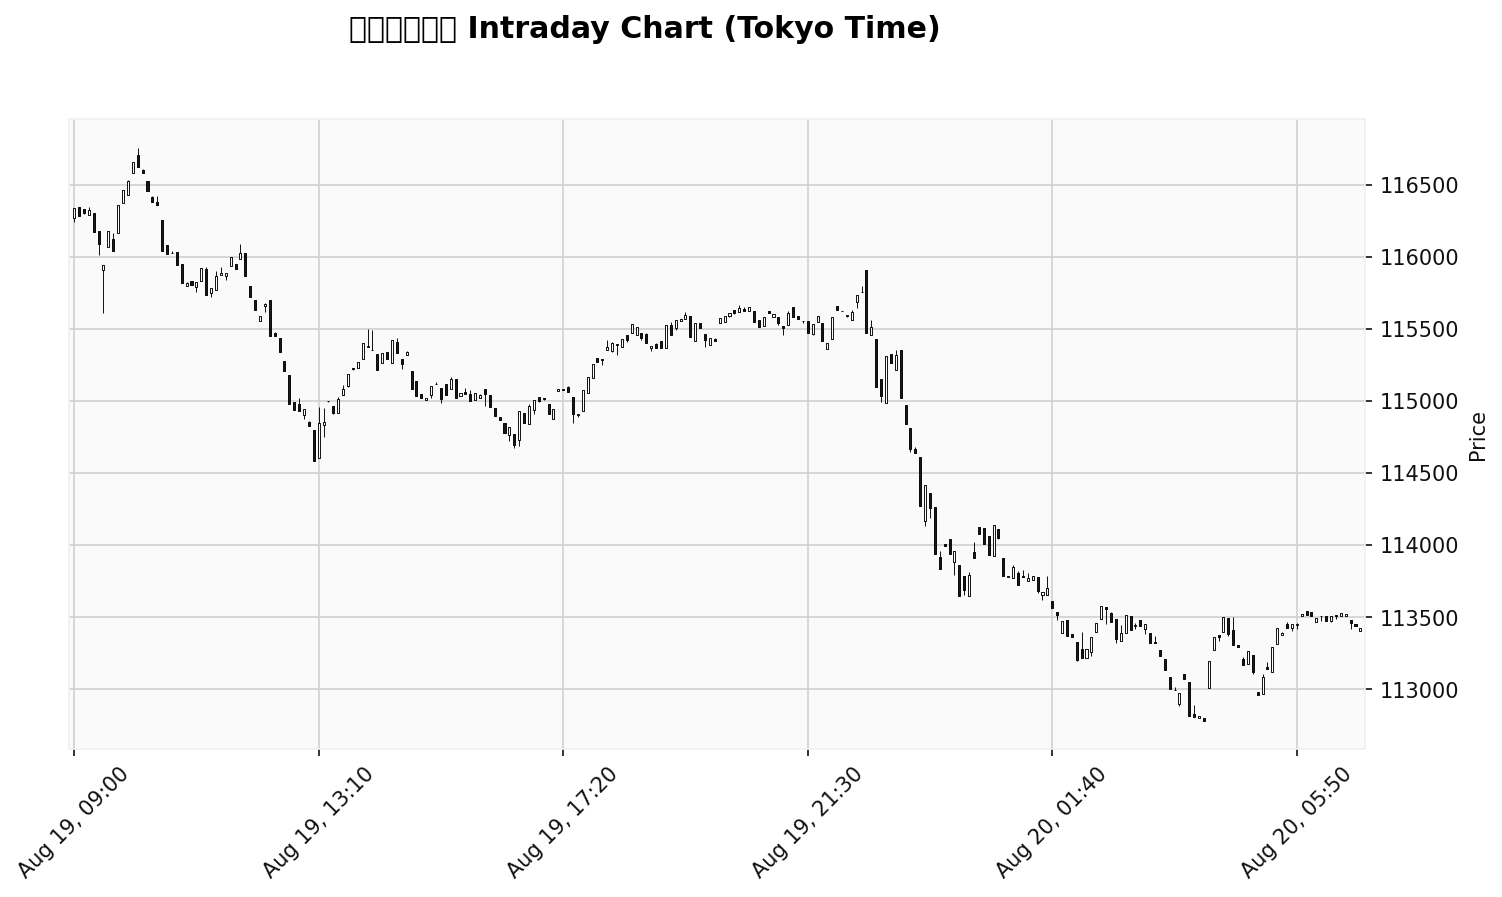 Intraday Chart (Tokyo Time)
116500
116000
115500
115000
114500
114000
113500
113000
Price
Aug 19, 09:00
Aug 19, 13:10
Aug 19, 17:20
Aug 19, 21:30
Aug 20, 01:40
Aug 20, 05:50